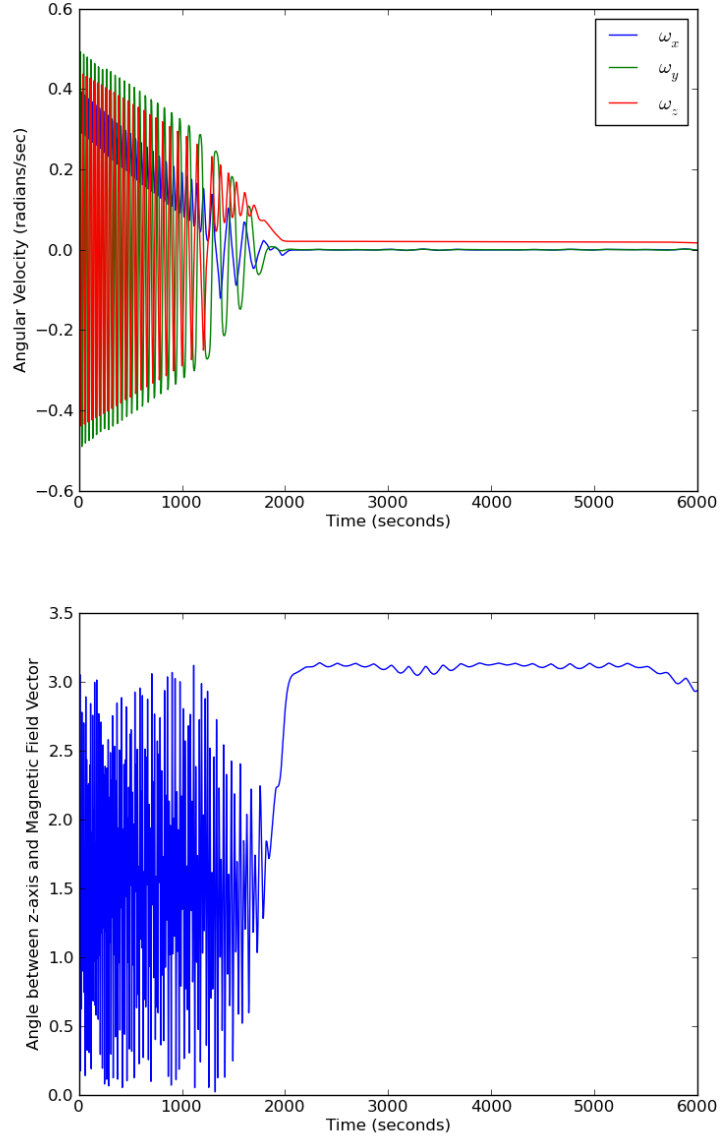 0.6
0.4
0.2
0.0
−0.2
−0.4
−0.6
Angular Velocity (radians/sec)
ω_x
ω_y
ω_z
0 1000 2000 3000 4000 5000 6000
Time (seconds)
3.5
3.0
2.5
2.0
1.5
1.0
0.5
0.0
Angle between z-axis and Magnetic Field Vector
0 1000 2000 3000 4000 5000 6000
Time (seconds)